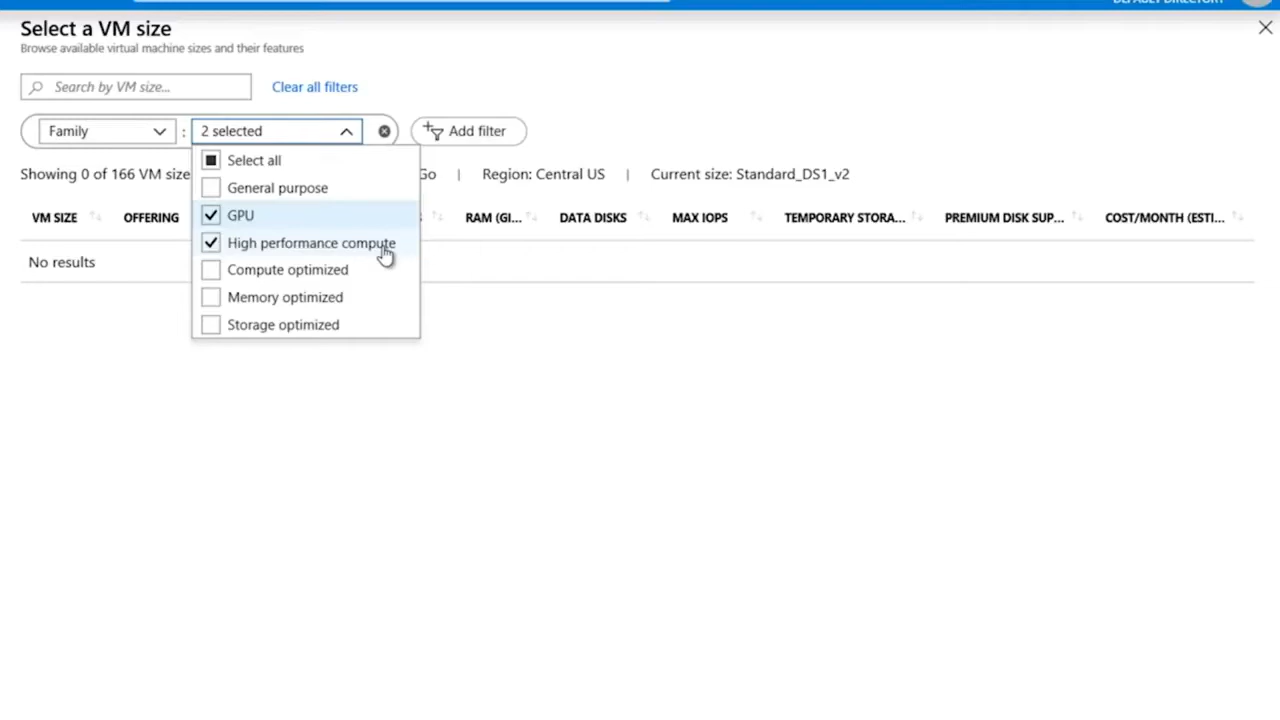 DEFAULT DIRECTORY
Select a VM size
Browse available virtual machine sizes and their features
Search by VM size...
Clear all filters
Family : 2 selected Add filter
Select all
Showing 0 of 166 VM size Go | Region: Central US | Current size: Standard_DS1_v2
General purpose
VM SIZE OFFERING RAM (GI... DATA DISKS MAX IOPS TEMPORARY STORA... PREMIUM DISK SUP... COST/MONTH (ESTI...
GPU
High performance compute
No results
Compute optimized
Memory optimized
Storage optimized